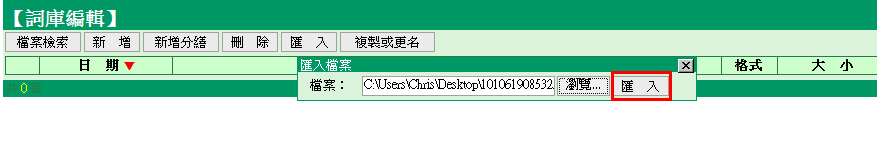 【詞庫編輯】
檔案檢索 新 增 新增分繕 刪 除 匯 入 複製或更名
匯入檔案
日 期 格式 大 小
檔案： C:\Users\Chris\Desktop\101061908532 瀏覽... 匯 入
0